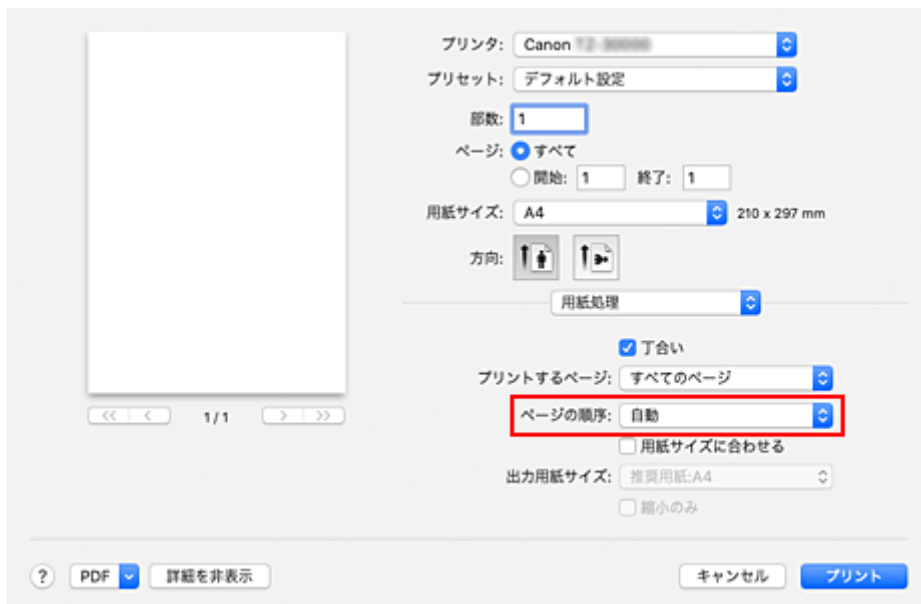 プリンタ: Canon
プリセット: デフォルト設定
部数: 1
ページ: すべて
開始: 1 終了: 1
用紙サイズ: A4 210 x 297 mm
方向:
用紙処理
丁合い
プリントするページ: すべてのページ
<< < 1/1 > >>
ページの順序: 自動
用紙サイズに合わせる
出力用紙サイズ: 推奨用紙:A4
縮小のみ
? PDF 詳細を非表示 キャンセル プリント